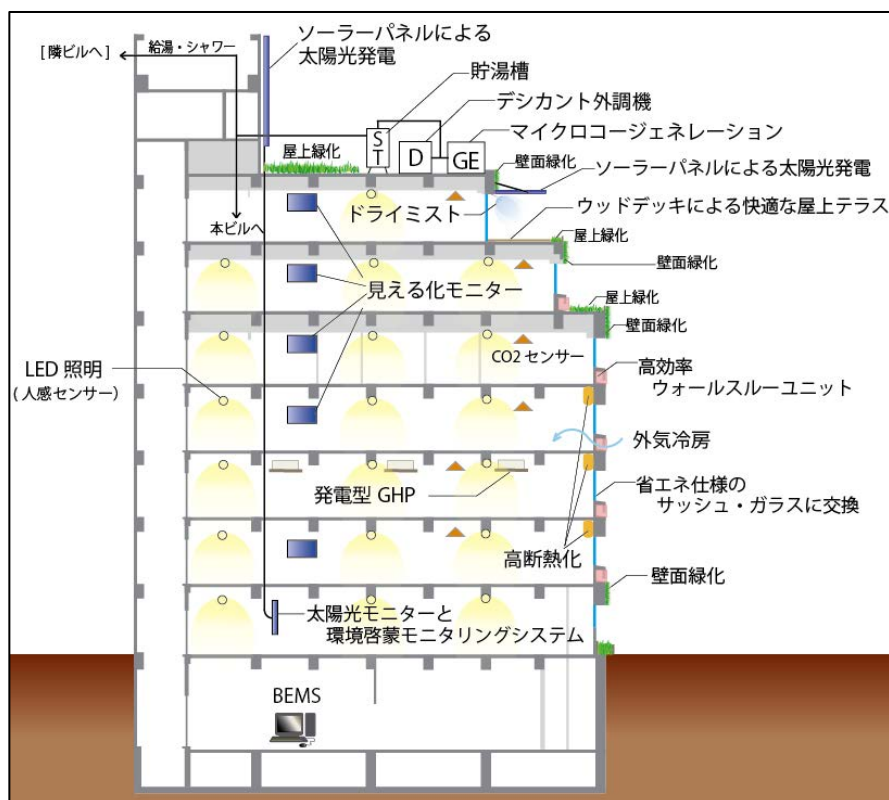 ソーラーパネルによる
太陽光発電
[ 隣ビルへ ]
給湯・シャワー
貯湯槽
デシカント外調機
マイクロコージェネレーション
屋上緑化
S
T
D
GE
壁面緑化
ソーラーパネルによる太陽光発電
本ビルへ
ドライミスト
ウッドデッキによる快適な屋上テラス
屋上緑化
壁面緑化
見える化モニター
屋上緑化
壁面緑化
CO2 センサー
LED 照明
( 人感センサー)
高効率
ウォールスルーユニット
外気冷房
発電型 GHP
省エネ仕様の
サッシュ・ガラスに交換
高断熱化
壁面緑化
太陽光モニターと
環境啓蒙モニタリングシステム
BEMS